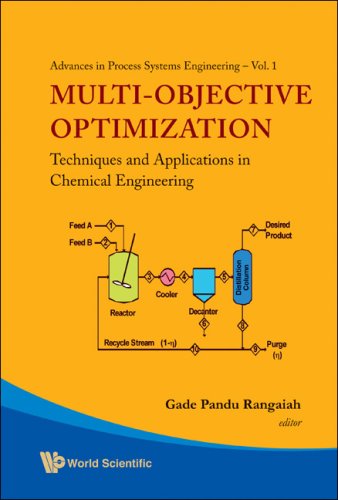 Advances in Process Systems Engineering – Vol. 1
MULTI-OBJECTIVE
OPTIMIZATION
Techniques and Applications in
Chemical Engineering
Feed A
1
Feed B
2
Reactor
3
Cooler
4
Decanter
5
6
Distillation
Column
7
Desired
Product
8
9
Purge
(η)
Recycle Stream (1-η)
10
Gade Pandu Rangaiah
editor
World Scientific